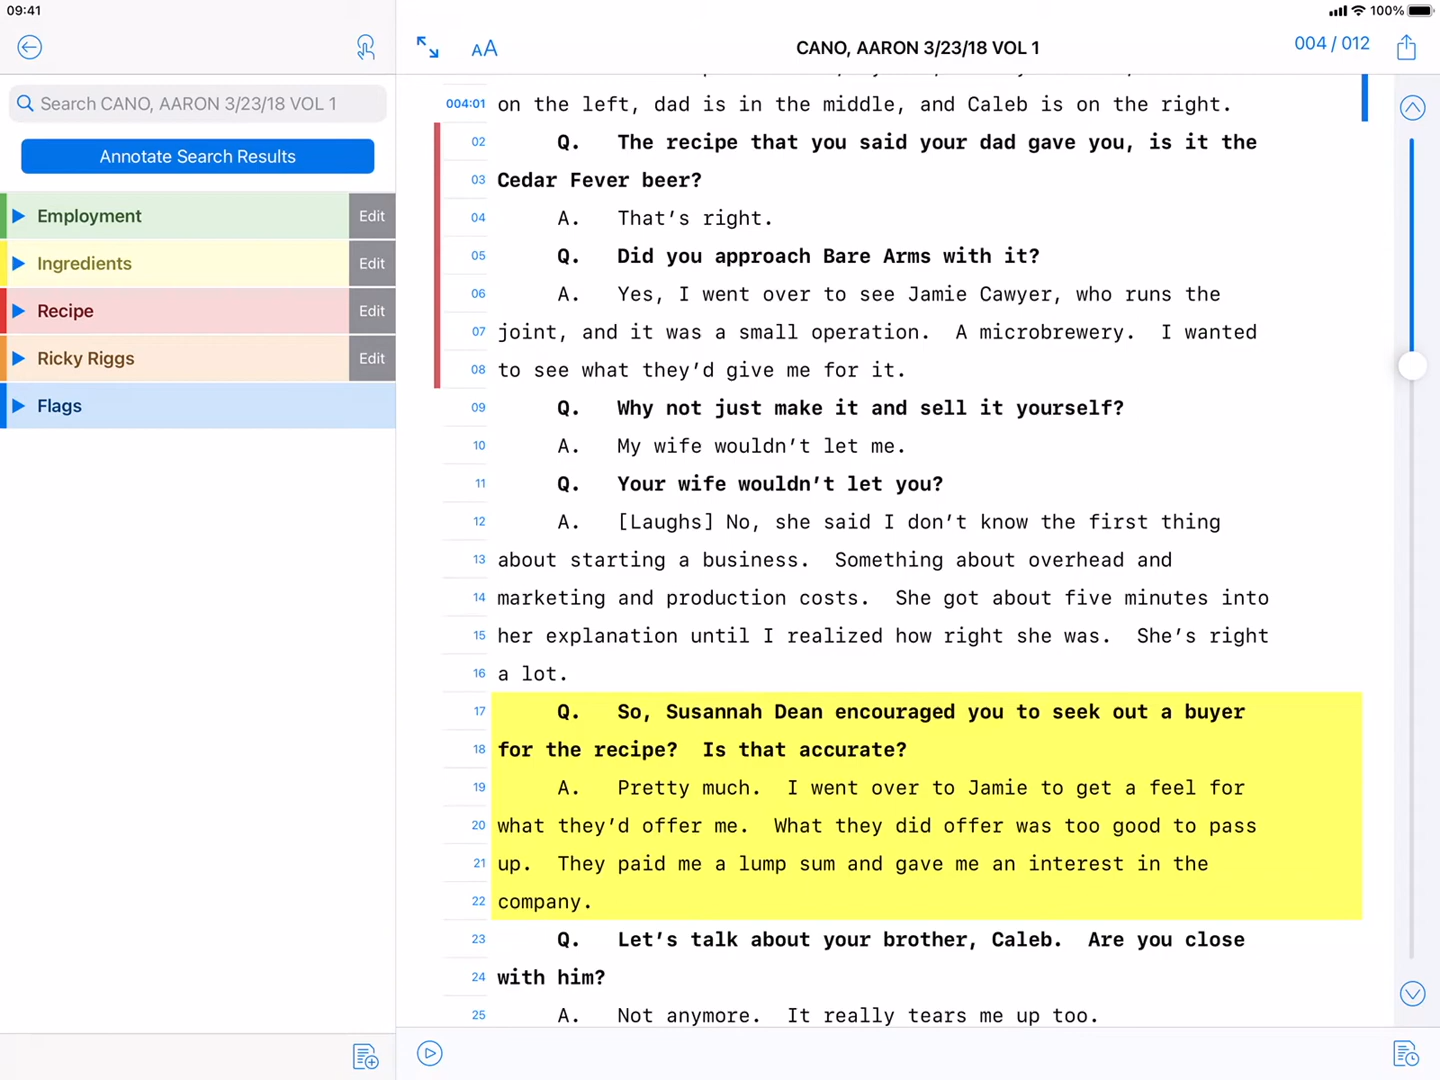 09:41
100%
CANO, AARON 3/23/18 VOL 1
004 / 012
Search CANO, AARON 3/23/18 VOL 1
Annotate Search Results
Employment Edit
Ingredients Edit
Recipe Edit
Ricky Riggs Edit
Flags
AA
004:01 on the left, dad is in the middle, and Caleb is on the right.
02 Q. The recipe that you said your dad gave you, is it the
03 Cedar Fever beer?
04 A. That's right.
05 Q. Did you approach Bare Arms with it?
06 A. Yes, I went over to see Jamie Cawyer, who runs the
07 joint, and it was a small operation. A microbrewery. I wanted
08 to see what they'd give me for it.
09 Q. Why not just make it and sell it yourself?
10 A. My wife wouldn't let me.
11 Q. Your wife wouldn't let you?
12 A. [Laughs] No, she said I don't know the first thing
13 about starting a business. Something about overhead and
14 marketing and production costs. She got about five minutes into
15 her explanation until I realized how right she was. She's right
16 a lot.
17 Q. So, Susannah Dean encouraged you to seek out a buyer
18 for the recipe? Is that accurate?
19 A. Pretty much. I went over to Jamie to get a feel for
20 what they'd offer me. What they did offer was too good to pass
21 up. They paid me a lump sum and gave me an interest in the
22 company.
23 Q. Let's talk about your brother, Caleb. Are you close
24 with him?
25 A. Not anymore. It really tears me up too.